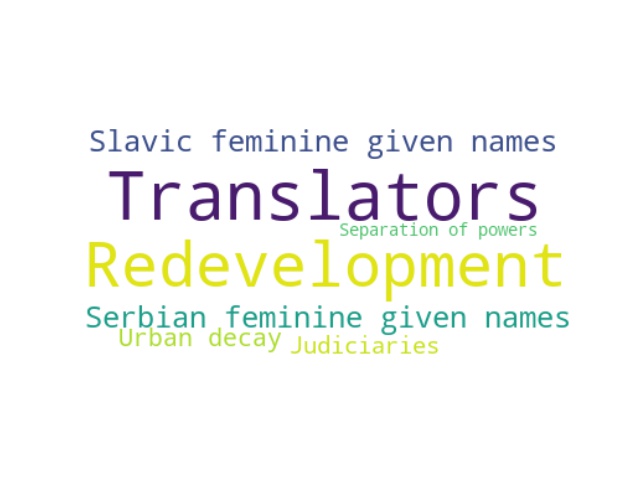 Slavic feminine given names
Translators
Separation of powers
Redevelopment
Serbian feminine given names
Urban decay
Judiciaries